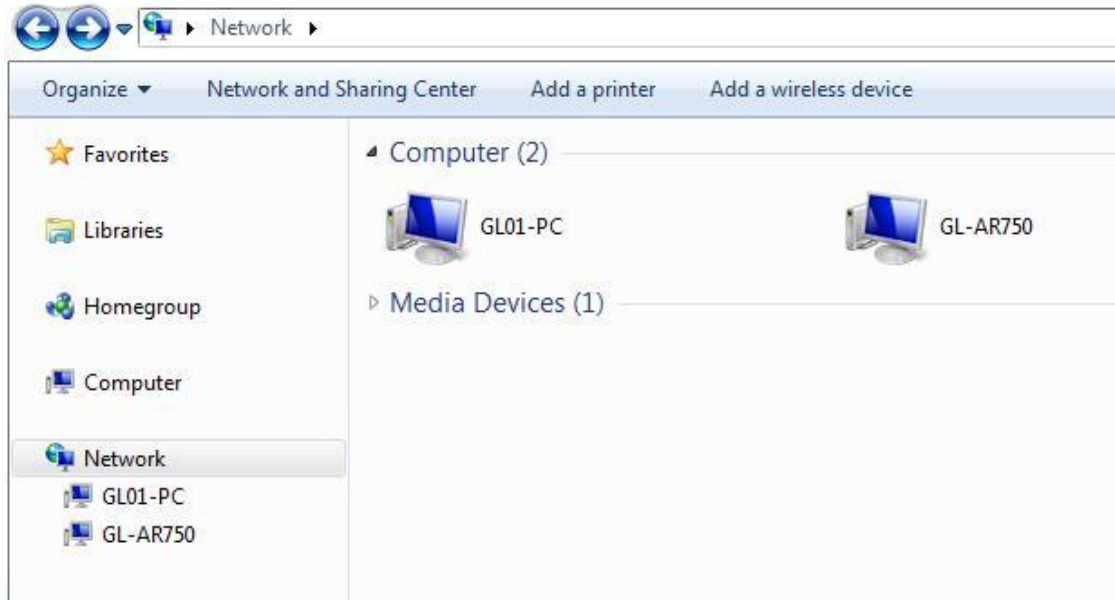 Network
Organize Network and Sharing Center Add a printer Add a wireless device
Favorites
Libraries
Homegroup
Computer
Network
GL01-PC
GL-AR750
Computer (2)
GL01-PC GL-AR750
Media Devices (1)